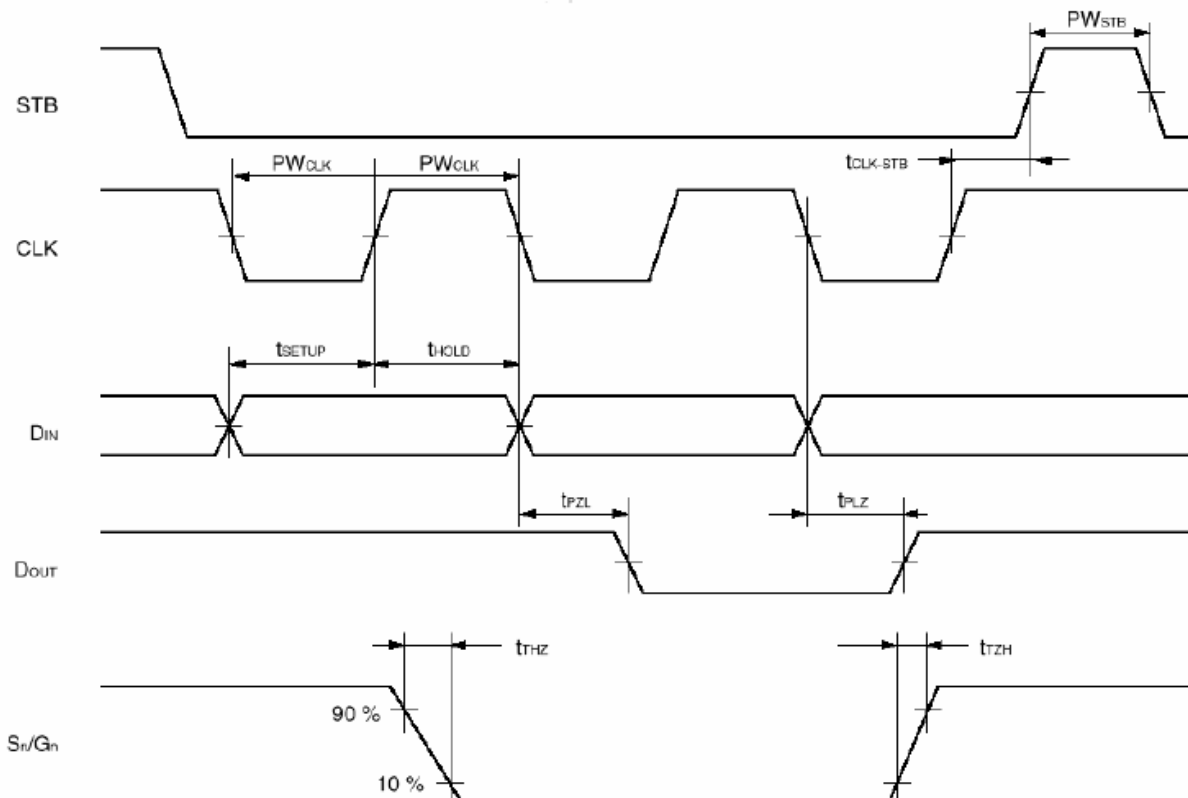 PWSTB
STB
PWCLK PWCLK
tCLK-STB
CLK
tSETUP tHOLD
DIN
tPZL tPLZ
DOUT
tTHZ tTZH
90 %
Sn/Gn
10 %